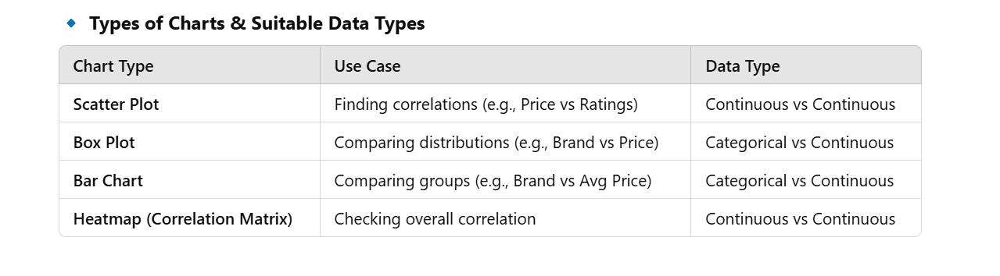 Types of Charts & Suitable Data Types
Chart Type Use Case Data Type
Scatter Plot Finding correlations (e.g., Price vs Ratings) Continuous vs Continuous
Box Plot Comparing distributions (e.g., Brand vs Price) Categorical vs Continuous
Bar Chart Comparing groups (e.g., Brand vs Avg Price) Categorical vs Continuous
Heatmap (Correlation Matrix) Checking overall correlation Continuous vs Continuous